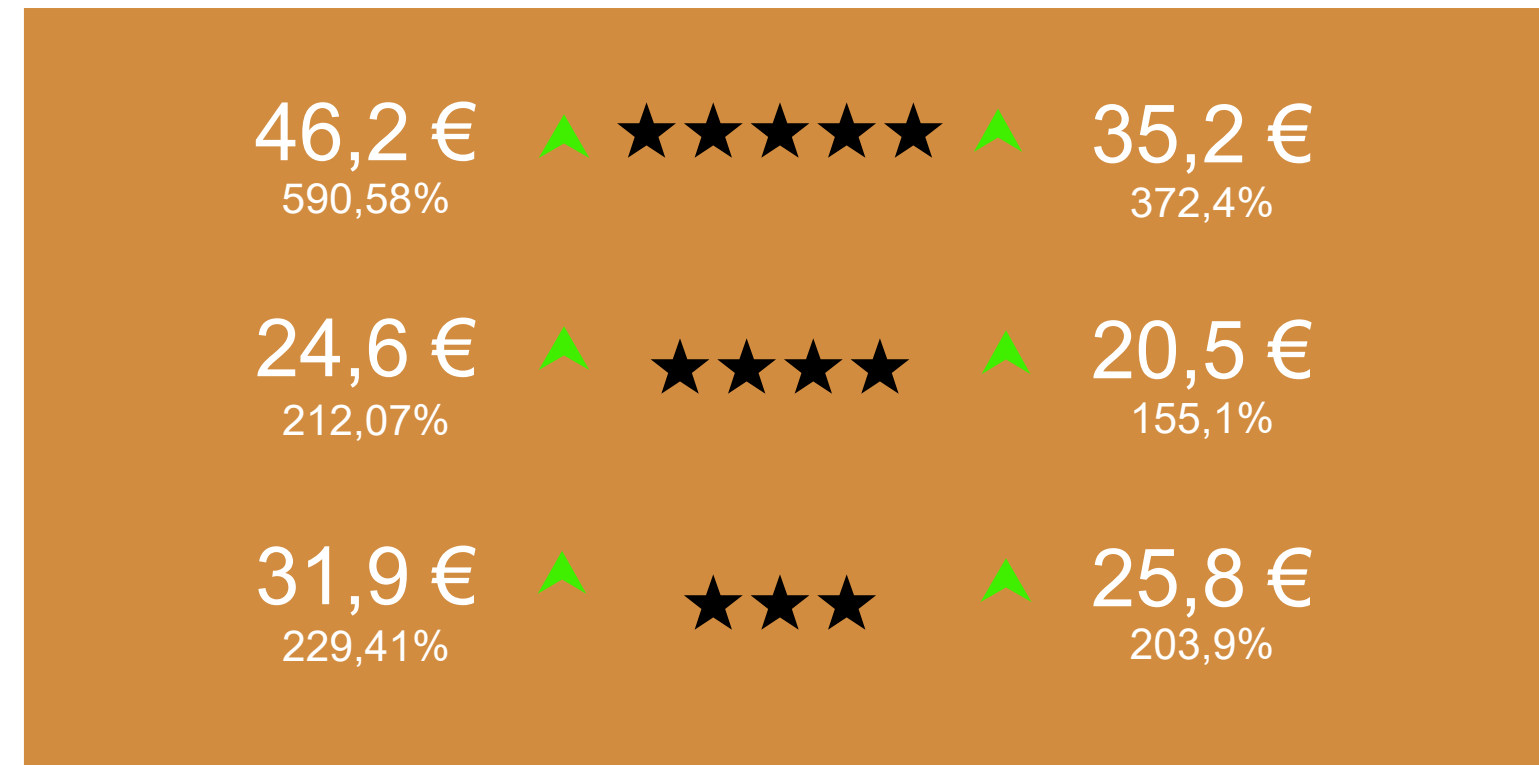 46,2 € ★★★★★ 35,2 €
590,58% 372,4%
24,6 € ★★★★ 20,5 €
212,07% 155,1%
31,9 € ★★★ 25,8 €
229,41% 203,9%